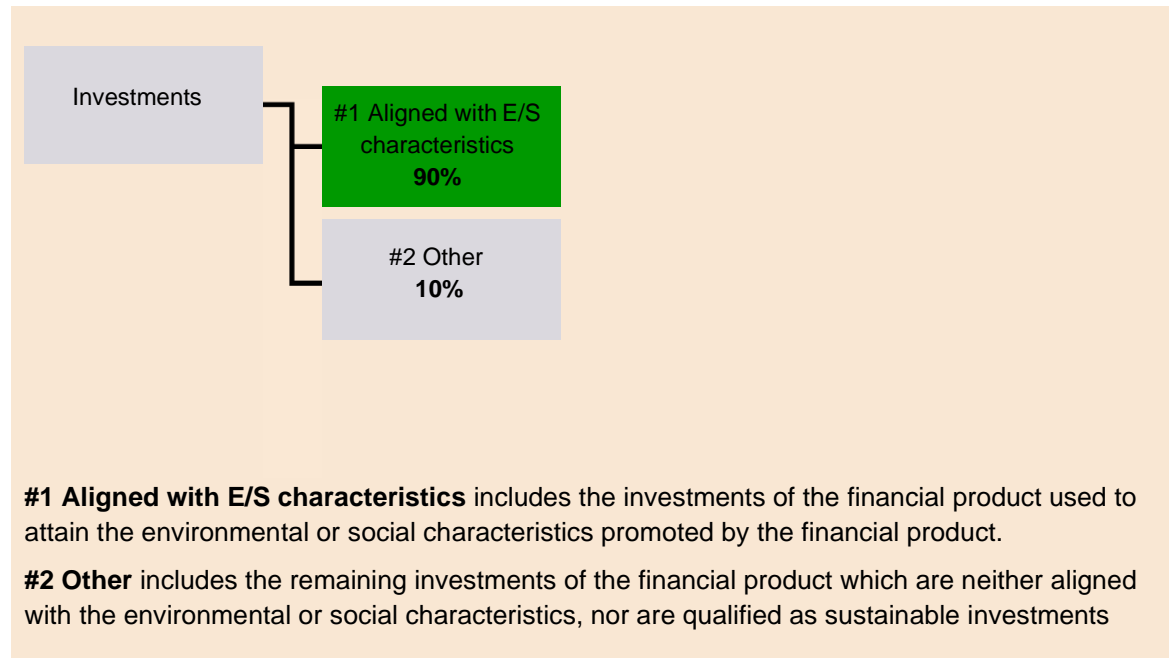 Investments
#1 Aligned with E/S
characteristics
90%
#2 Other
10%
#1 Aligned with E/S characteristics includes the investments of the financial product used to
attain the environmental or social characteristics promoted by the financial product.
#2 Other includes the remaining investments of the financial product which are neither aligned
with the environmental or social characteristics, nor are qualified as sustainable investments